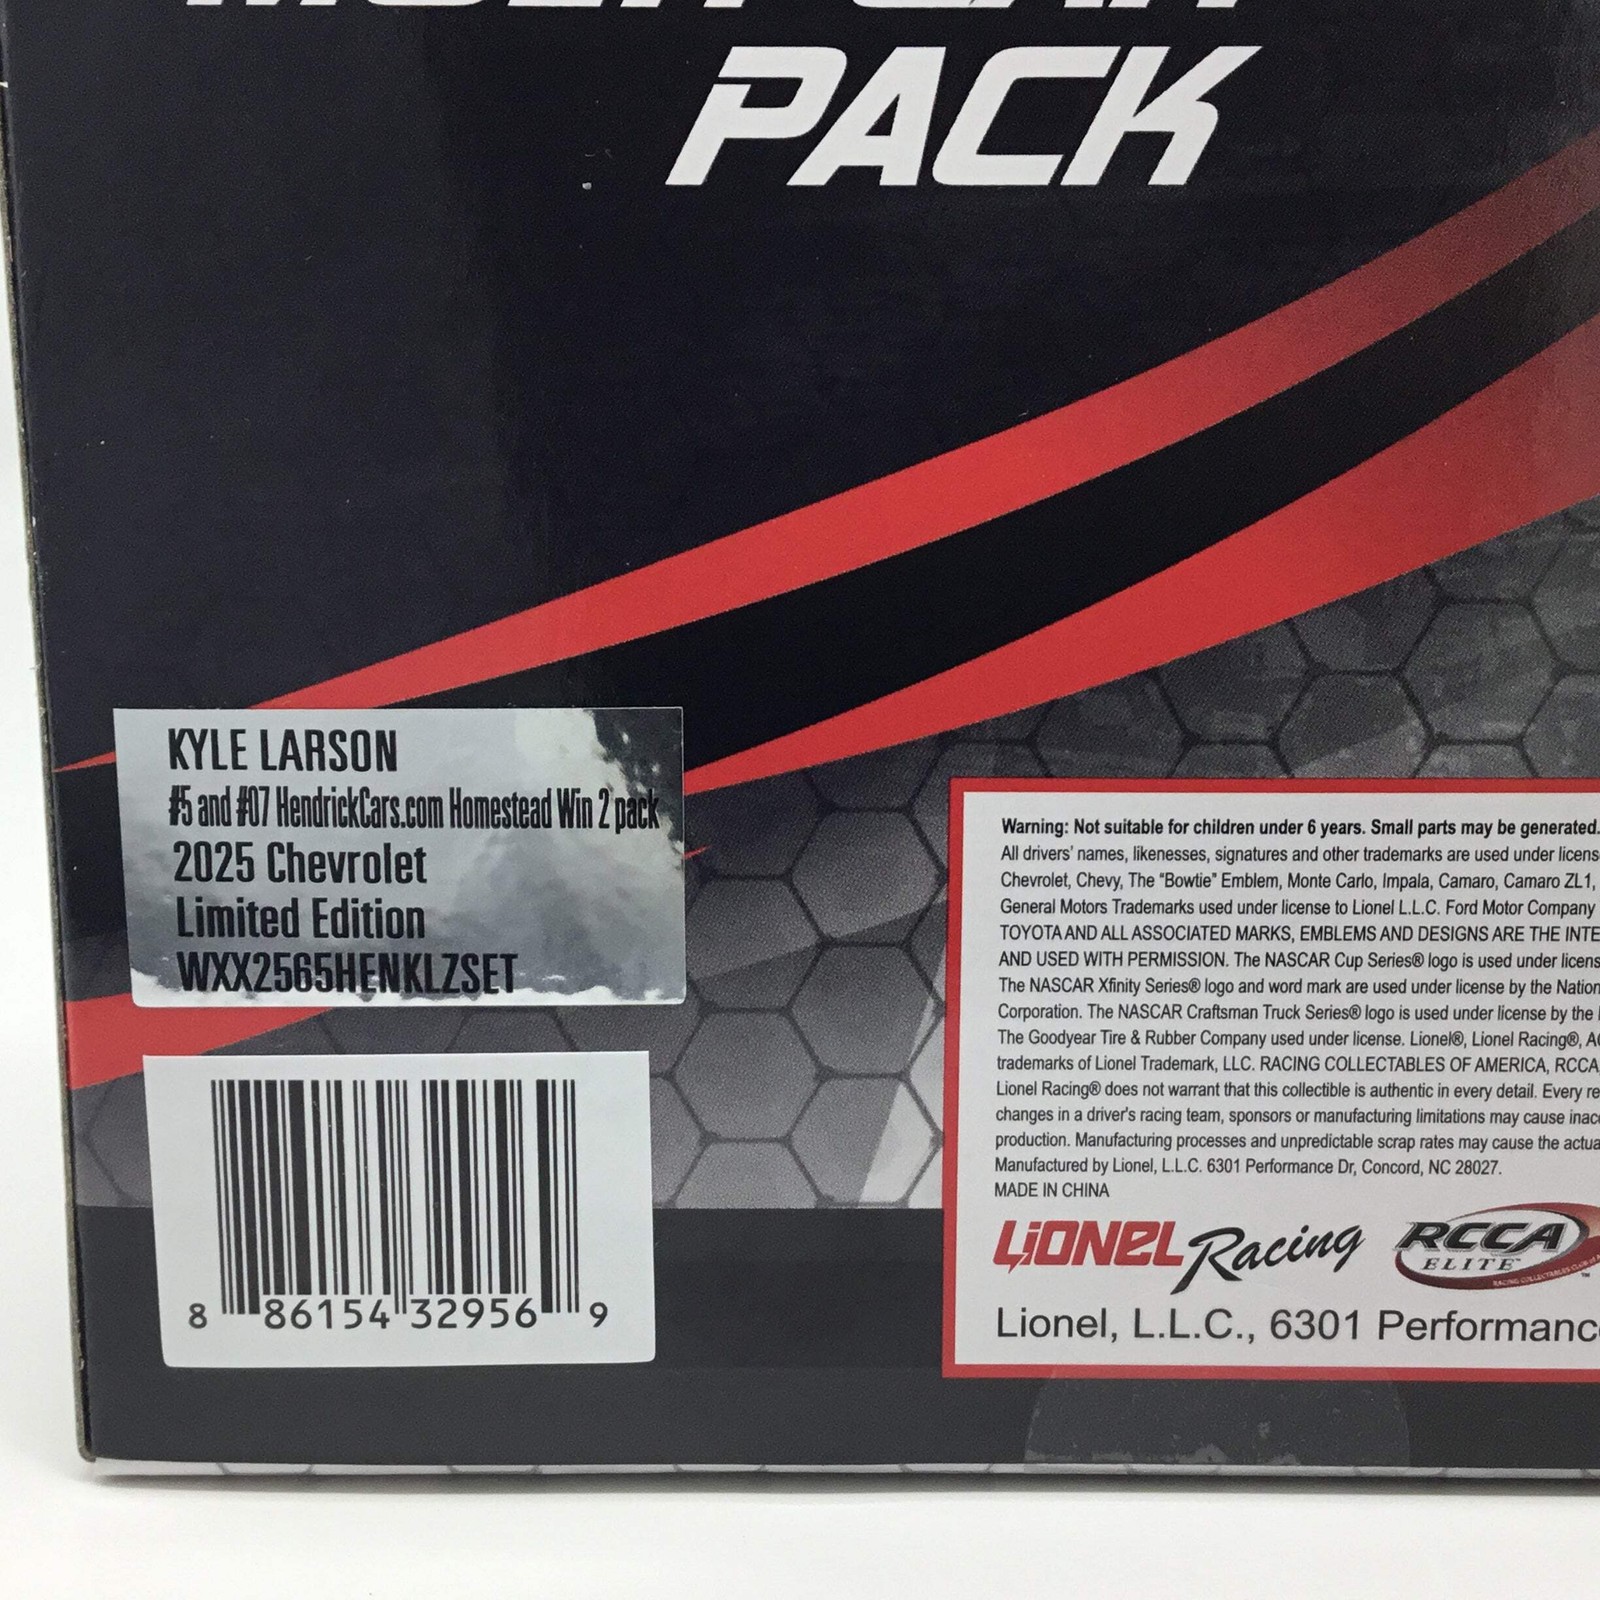 PACK
KYLE LARSON
#5 and #07 HendrickCars.com Homestead Win 2 pack
2025 Chevrolet
Limited Edition
WXX2565HENKLZSET
8 86154 32956 9
Warning: Not suitable for children under 6 years. Small parts may be generated.
All drivers' names, likenesses, signatures and other trademarks are used under licens
Chevrolet, Chevy, The "Bowtie" Emblem, Monte Carlo, Impala, Camaro, Camaro ZL1,
General Motors Trademarks used under license to Lionel L.L.C. Ford Motor Company
TOYOTA AND ALL ASSOCIATED MARKS, EMBLEMS AND DESIGNS ARE THE INTE
AND USED WITH PERMISSION. The NASCAR Cup Series® logo is used under licens
The NASCAR Xfinity Series® logo and word mark are used under license by the Nation
Corporation. The NASCAR Craftsman Truck Series® logo is used under license by the
The Goodyear Tire & Rubber Company used under license. Lionel®, Lionel Racing®, A
trademarks of Lionel Trademark, LLC. RACING COLLECTABLES OF AMERICA, RCCA,
Lionel Racing® does not warrant that this collectible is authentic in every detail. Every re
changes in a driver's racing team, sponsors or manufacturing limitations may cause inac
production. Manufacturing processes and unpredictable scrap rates may cause the actua
Manufactured by Lionel, L.L.C. 6301 Performance Dr, Concord, NC 28027.
MADE IN CHINA
LIONEL Racing
RCCA
ELITE™
RACING COLLECTABLES CLUB
Lionel, L.L.C., 6301 Performanc